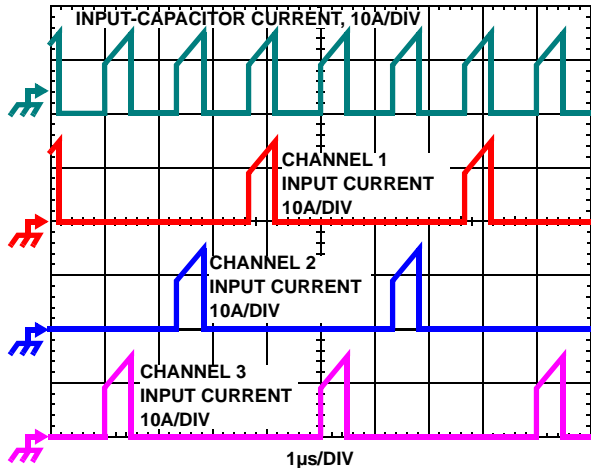 INPUT-CAPACITOR CURRENT, 10A/DIV
CHANNEL 1
INPUT CURRENT
10A/DIV
CHANNEL 2
INPUT CURRENT
10A/DIV
CHANNEL 3
INPUT CURRENT
10A/DIV
1µs/DIV